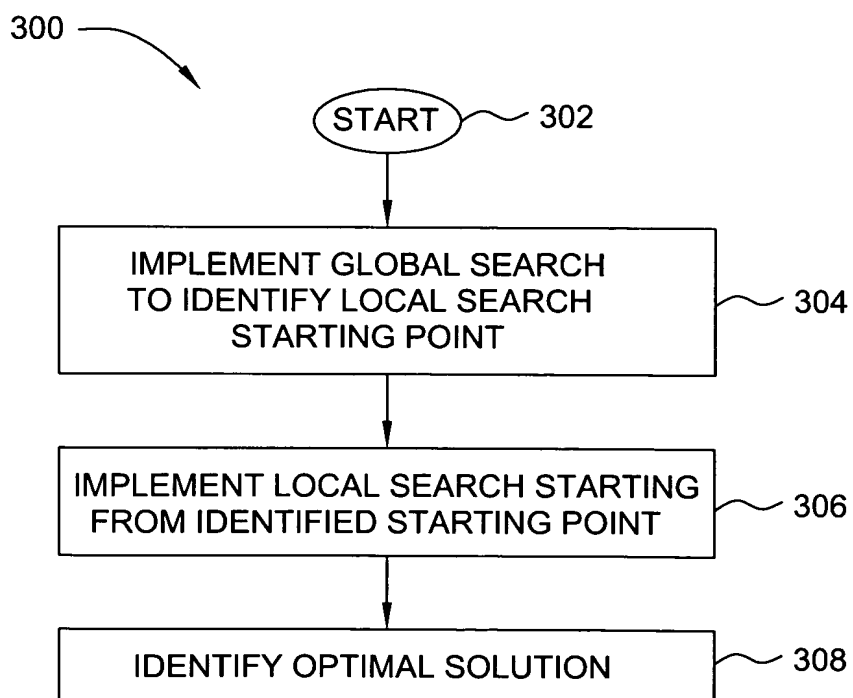 300
START
302
IMPLEMENT GLOBAL SEARCH
TO IDENTIFY LOCAL SEARCH
STARTING POINT
304
IMPLEMENT LOCAL SEARCH STARTING
FROM IDENTIFIED STARTING POINT
306
IDENTIFY OPTIMAL SOLUTION
308